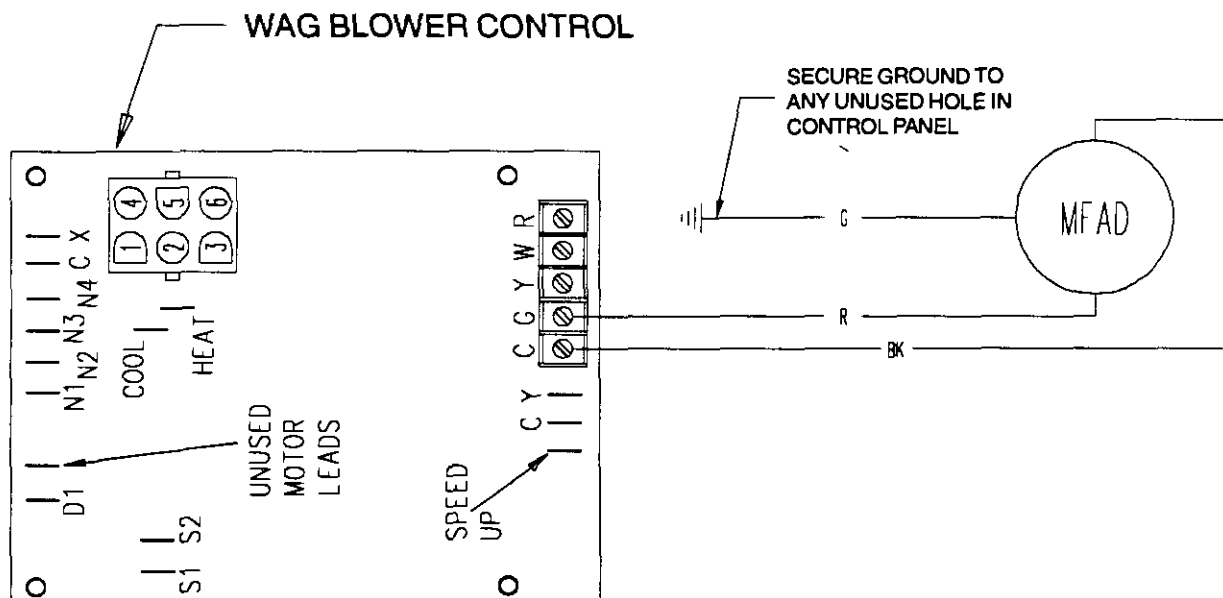 WAG BLOWER CONTROL
SECURE GROUND TO
ANY UNUSED HOLE IN
CONTROL PANEL
4 5 6
1 2 3
X
C
N4
N3
N2
N1
COOL
HEAT
R
W
Y
G
C
Y
C
G
R
BK
MFAD
UNUSED
MOTOR
LEADS
SPEED
UP
D1
S2
S1